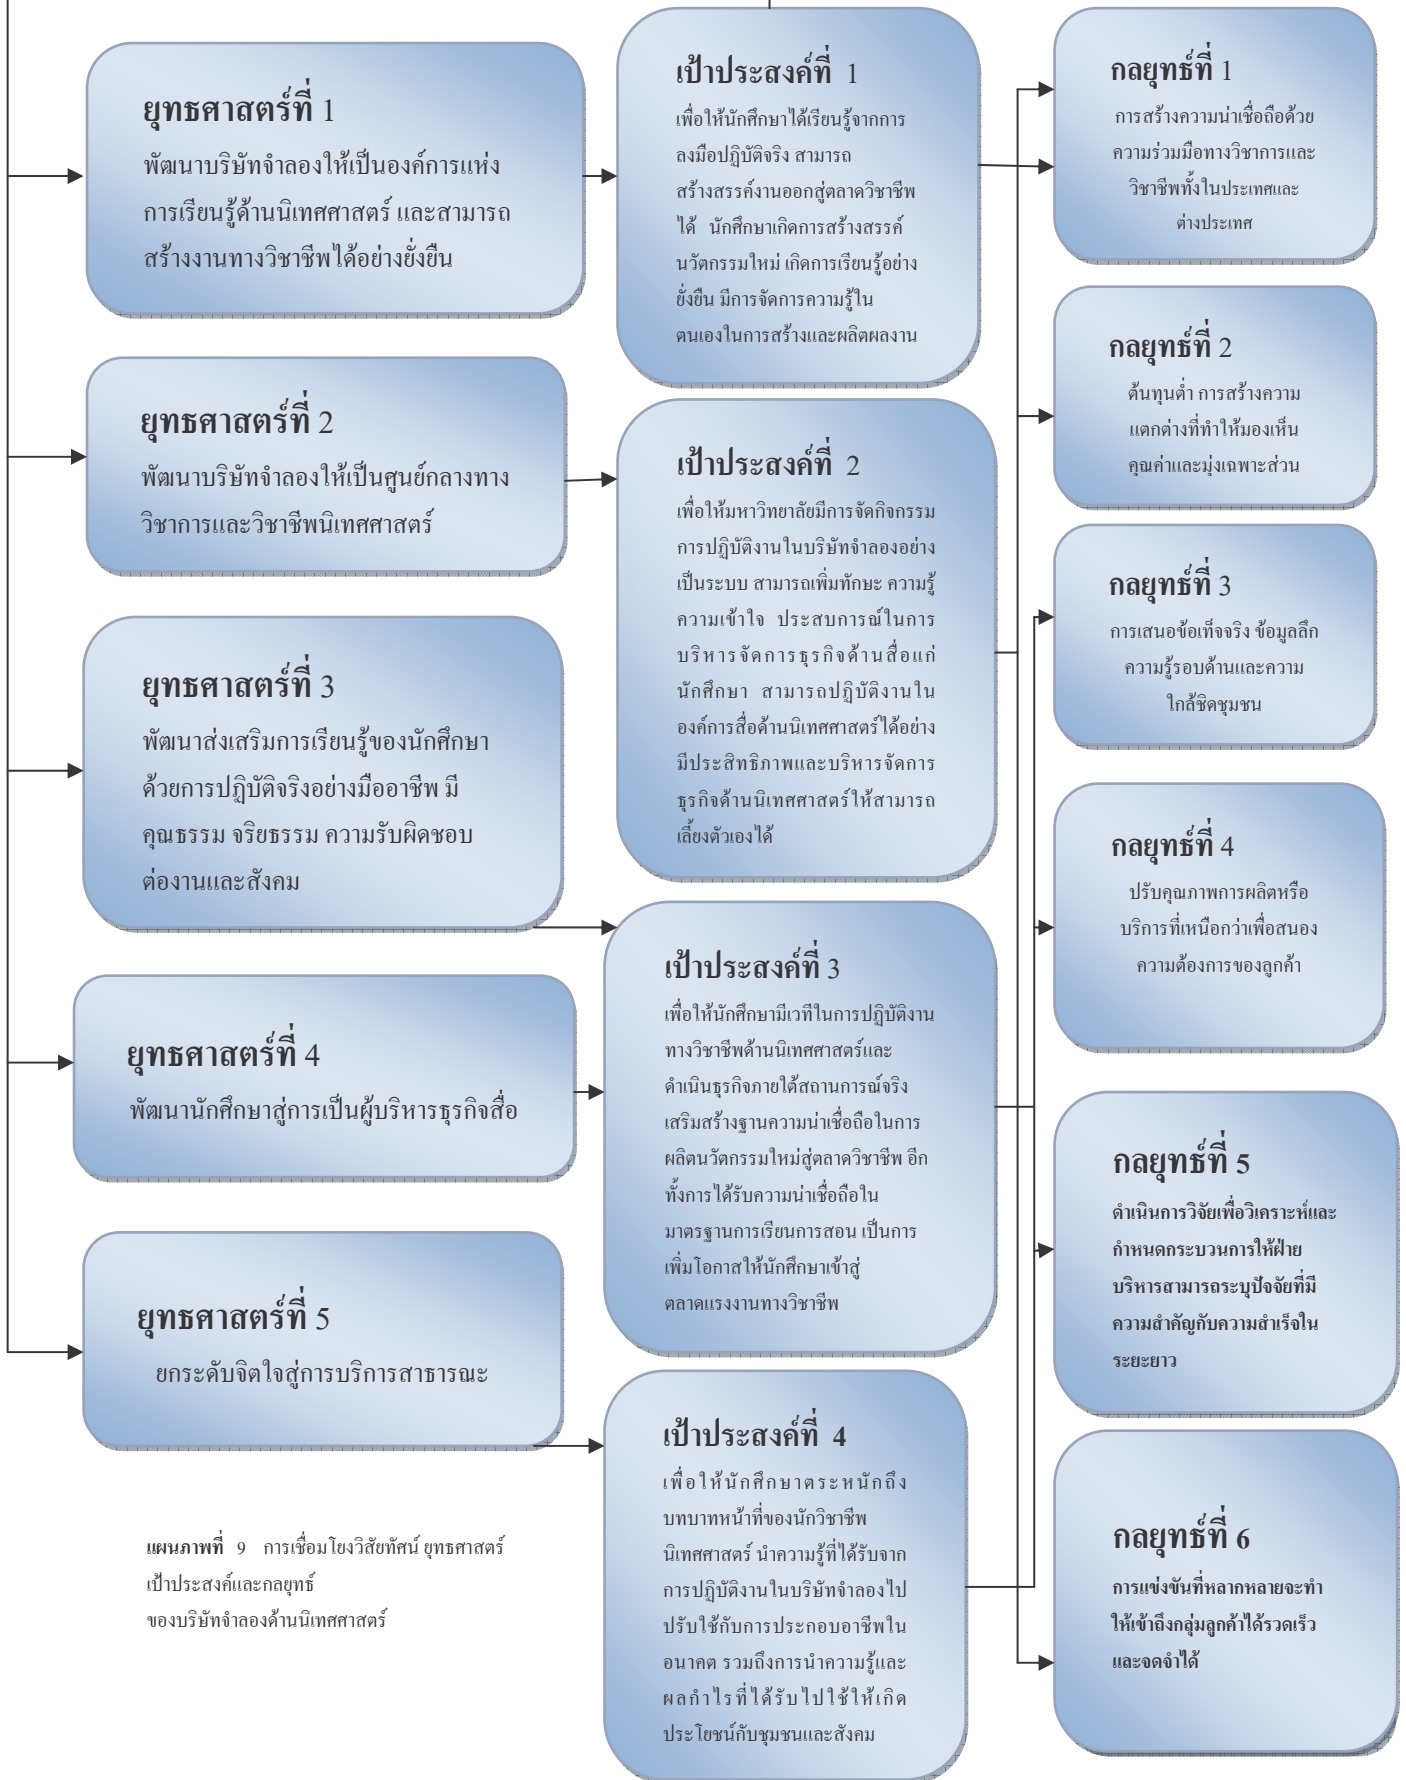 ยุทธศาสตร์ที่ 1
พัฒนาบริษัทจำลองให้เป็นองค์การแห่ง
การเรียนรู้ด้านนิเทศศาสตร์ และสามารถ
สร้างงานทางวิชาชีพได้อย่างยั่งยืน
ยุทธศาสตร์ที่ 2
พัฒนาบริษัทจำลองให้เป็นศูนย์กลางทาง
วิชาการและวิชาชีพนิเทศศาสตร์
ยุทธศาสตร์ที่ 3
พัฒนาส่งเสริมการเรียนรู้ของนักศึกษา
ด้วยการปฏิบัติจริงอย่างมืออาชีพ มี
คุณธรรม จริยธรรม ความรับผิดชอบ
ต่องานและสังคม
ยุทธศาสตร์ที่ 4
พัฒนานักศึกษาสู่การเป็นผู้บริหารธุรกิจสื่อ
ยุทธศาสตร์ที่ 5
ยกระดับจิตใจสู่การบริการสาธารณะ
เป้าประสงค์ที่ 1
เพื่อให้นักศึกษาได้เรียนรู้จากการ
ลงมือปฏิบัติจริง สามารถ
สร้างสรรค์งานออกสู่ตลาดวิชาชีพ
ได้ นักศึกษาเกิดการสร้างสรรค์
นวัตกรรมใหม่ เกิดการเรียนรู้อย่าง
ยั่งยืน มีการจัดการความรู้ใน
ตนเองในการสร้างและผลิตผลงาน
เป้าประสงค์ที่ 2
เพื่อให้มหาวิทยาลัยมีการจัดกิจกรรม
การปฏิบัติงานในบริษัทจำลองอย่าง
เป็นระบบ สามารถเพิ่มทักษะ ความรู้
ความเข้าใจ ประสบการณ์ในการ
บริหารจัดการธุรกิจด้านสื่อแก่
นักศึกษา สามารถปฏิบัติงานใน
องค์การสื่อด้านนิเทศศาสตร์ได้อย่าง
มีประสิทธิภาพและบริหารจัดการ
ธุรกิจด้านนิเทศศาสตร์ให้สามารถ
เลี้ยงตัวเองได้
เป้าประสงค์ที่ 3
เพื่อให้นักศึกษามีเวทีในการปฏิบัติงาน
ทางวิชาชีพด้านนิเทศศาสตร์และ
ดำเนินธุรกิจภายใต้สถานการณ์จริง
เสริมสร้างฐานความน่าเชื่อถือในการ
ผลิตนวัตกรรมใหม่สู่ตลาดวิชาชีพ อีก
ทั้งการได้รับความน่าเชื่อถือใน
มาตรฐานการเรียนการสอน เป็นการ
เพิ่มโอกาสให้นักศึกษาเข้าสู่
ตลาดแรงงานทางวิชาชีพ
เป้าประสงค์ที่ 4
เพื่อให้นักศึกษาตระหนักถึง
บทบาทหน้าที่ของนักวิชาชีพ
นิเทศศาสตร์ นำความรู้ที่ได้รับจาก
การปฏิบัติงานในบริษัทจำลองไป
ปรับใช้กับการประกอบอาชีพใน
อนาคต รวมถึงการนำความรู้และ
ผลกำไรที่ได้รับไปใช้ให้เกิด
ประโยชน์กับชุมชนและสังคม
กลยุทธ์ที่ 1
การสร้างความน่าเชื่อถือด้วย
ความร่วมมือทางวิชาการและ
วิชาชีพทั้งในประเทศและ
ต่างประเทศ
กลยุทธ์ที่ 2
ต้นทุนต่ำ การสร้างความ
แตกต่างที่ทำให้มองเห็น
คุณค่าและมุ่งเฉพาะส่วน
กลยุทธ์ที่ 3
การเสนอข้อเท็จจริง ข้อมูลลึก
ความรู้รอบด้านและความ
ใกล้ชิดชุมชน
กลยุทธ์ที่ 4
ปรับคุณภาพการผลิตหรือ
บริการที่เหนือกว่าเพื่อสนอง
ความต้องการของลูกค้า
กลยุทธ์ที่ 5
ดำเนินการวิจัยเพื่อวิเคราะห์และ
กำหนดกระบวนการให้ฝ่าย
บริหารสามารถระบุปัจจัยที่มี
ความสำคัญกับความสำเร็จใน
ระยะยาว
กลยุทธ์ที่ 6
การแข่งขันที่หลากหลายจะทำ
ให้เข้าถึงกลุ่มลูกค้าได้รวดเร็ว
และจดจำได้
แผนภาพที่ 9 การเชื่อมโยงวิสัยทัศน์ ยุทธศาสตร์
เป้าประสงค์และกลยุทธ์
ของบริษัทจำลองด้านนิเทศศาสตร์